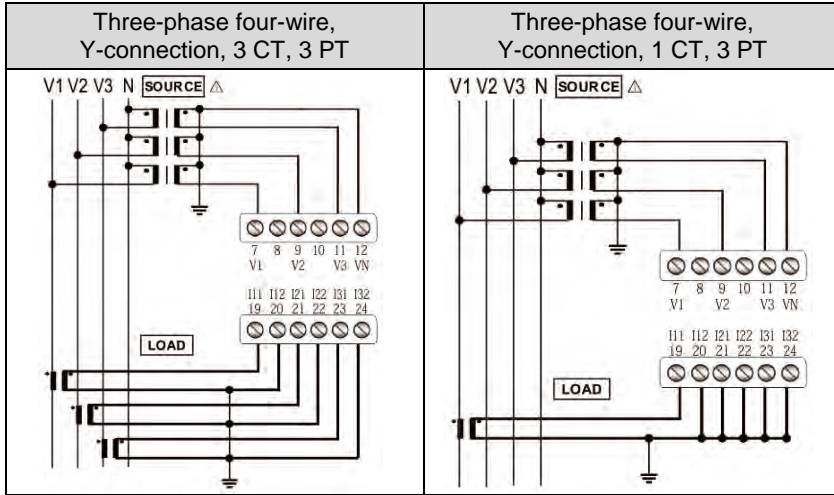 Three-phase four-wire,
Y-connection, 3 CT, 3 PT
V1 V2 V3 N SOURCE ⚠
7 8 9 10 11 12
V1 V2 V3 VN
I11 I12 I21 I22 I31 I32
19 20 21 22 23 24
LOAD
Three-phase four-wire,
Y-connection, 1 CT, 3 PT
V1 V2 V3 N SOURCE ⚠
7 8 9 10 11 12
V1 V2 V3 VN
I11 I12 I21 I22 I31 I32
19 20 21 22 23 24
LOAD